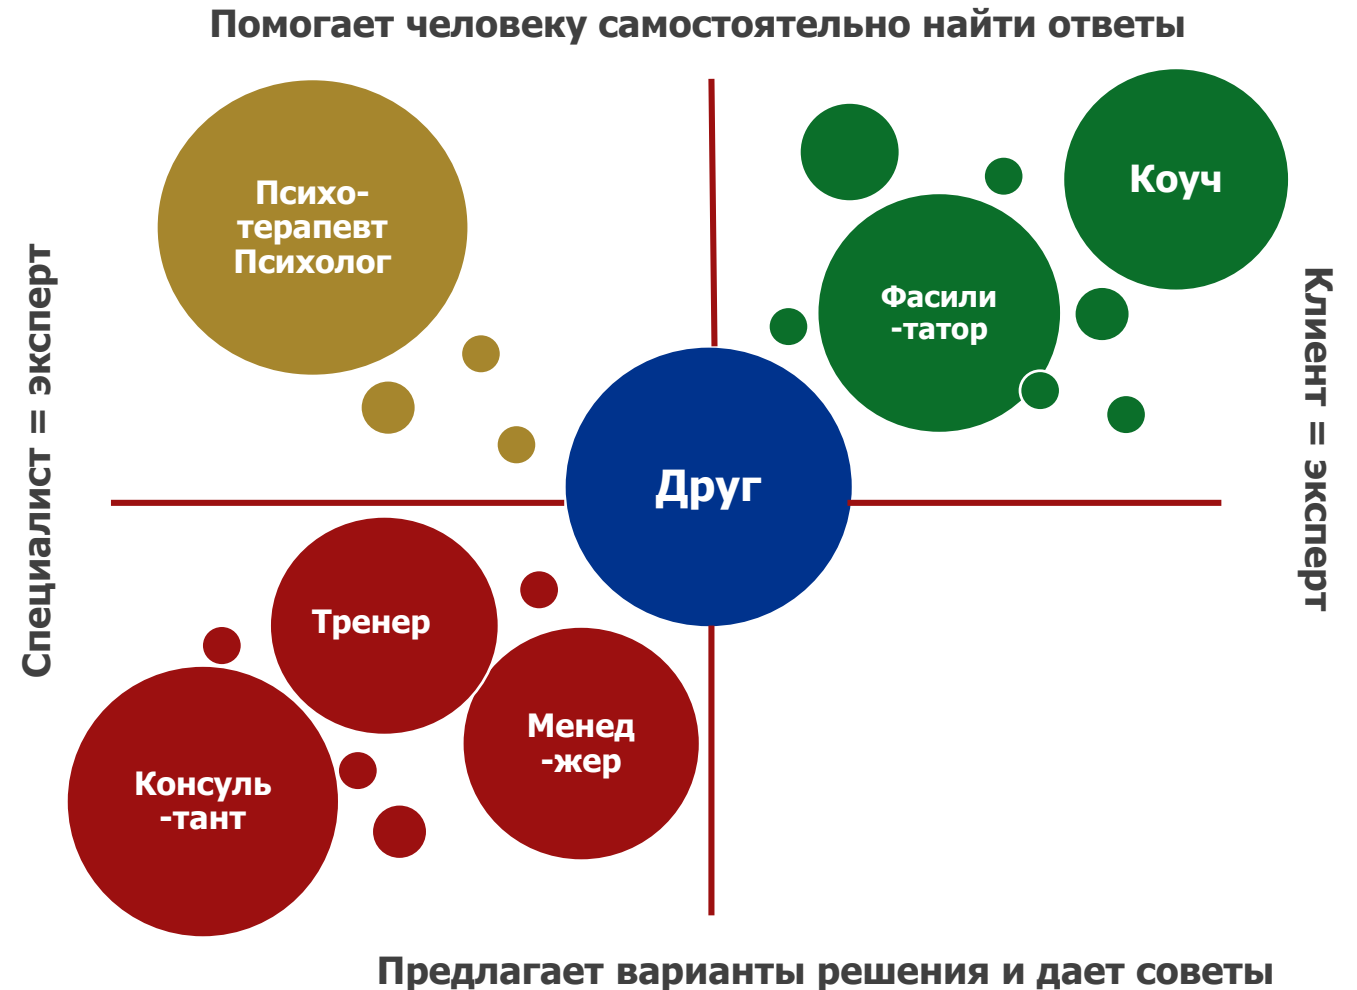 Помогает человеку самостоятельно найти ответы
Психо-
терапевт
Психолог
Коуч
Фасили
-татор
Специалист = эксперт
Клиент = эксперт
Друг
Тренер
Менед
-жер
Консуль
-тант
Предлагает варианты решения и дает советы